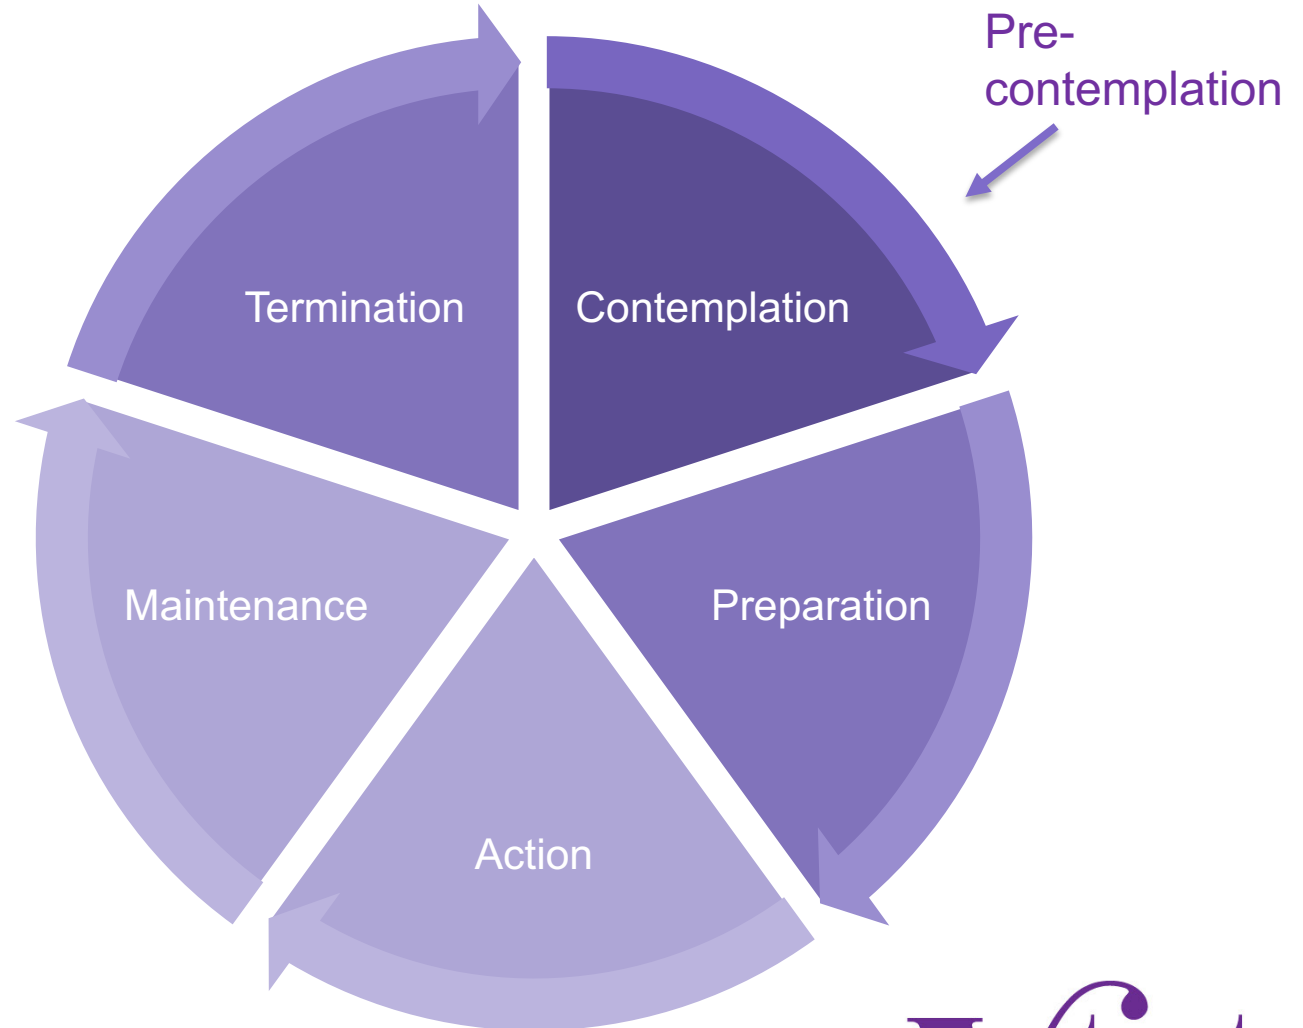 Pre-
contemplation
Termination
Contemplation
Maintenance
Preparation
Action